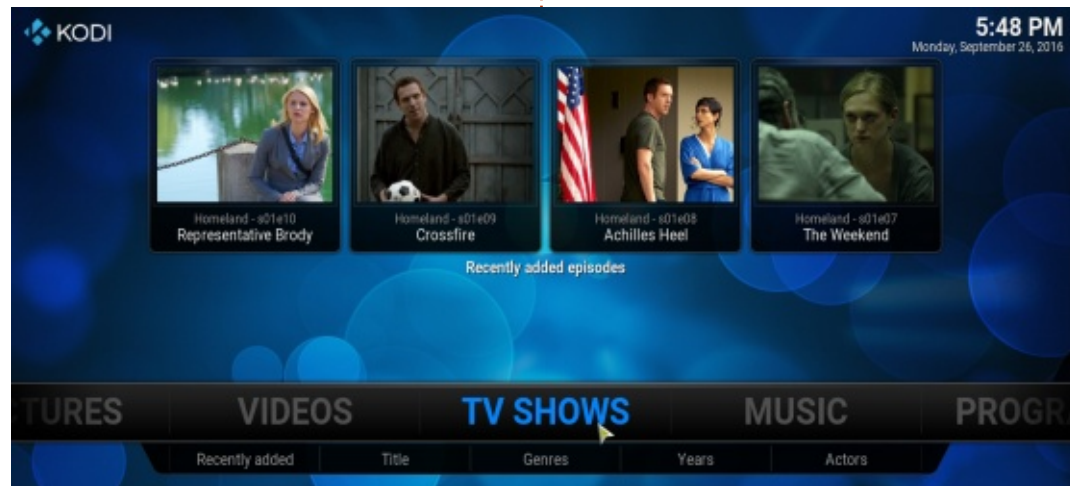 KODI
5:48 PM
Monday, September 26, 2016
Homeland - s01e10
Representative Brody
Homeland - s01e09
Crossfire
Homeland - s01e08
Achilles Heel
Homeland - s01e07
The Weekend
Recently added episodes
TURES VIDEOS TV SHOWS MUSIC PROGR
Recently added Title Genres Years Actors